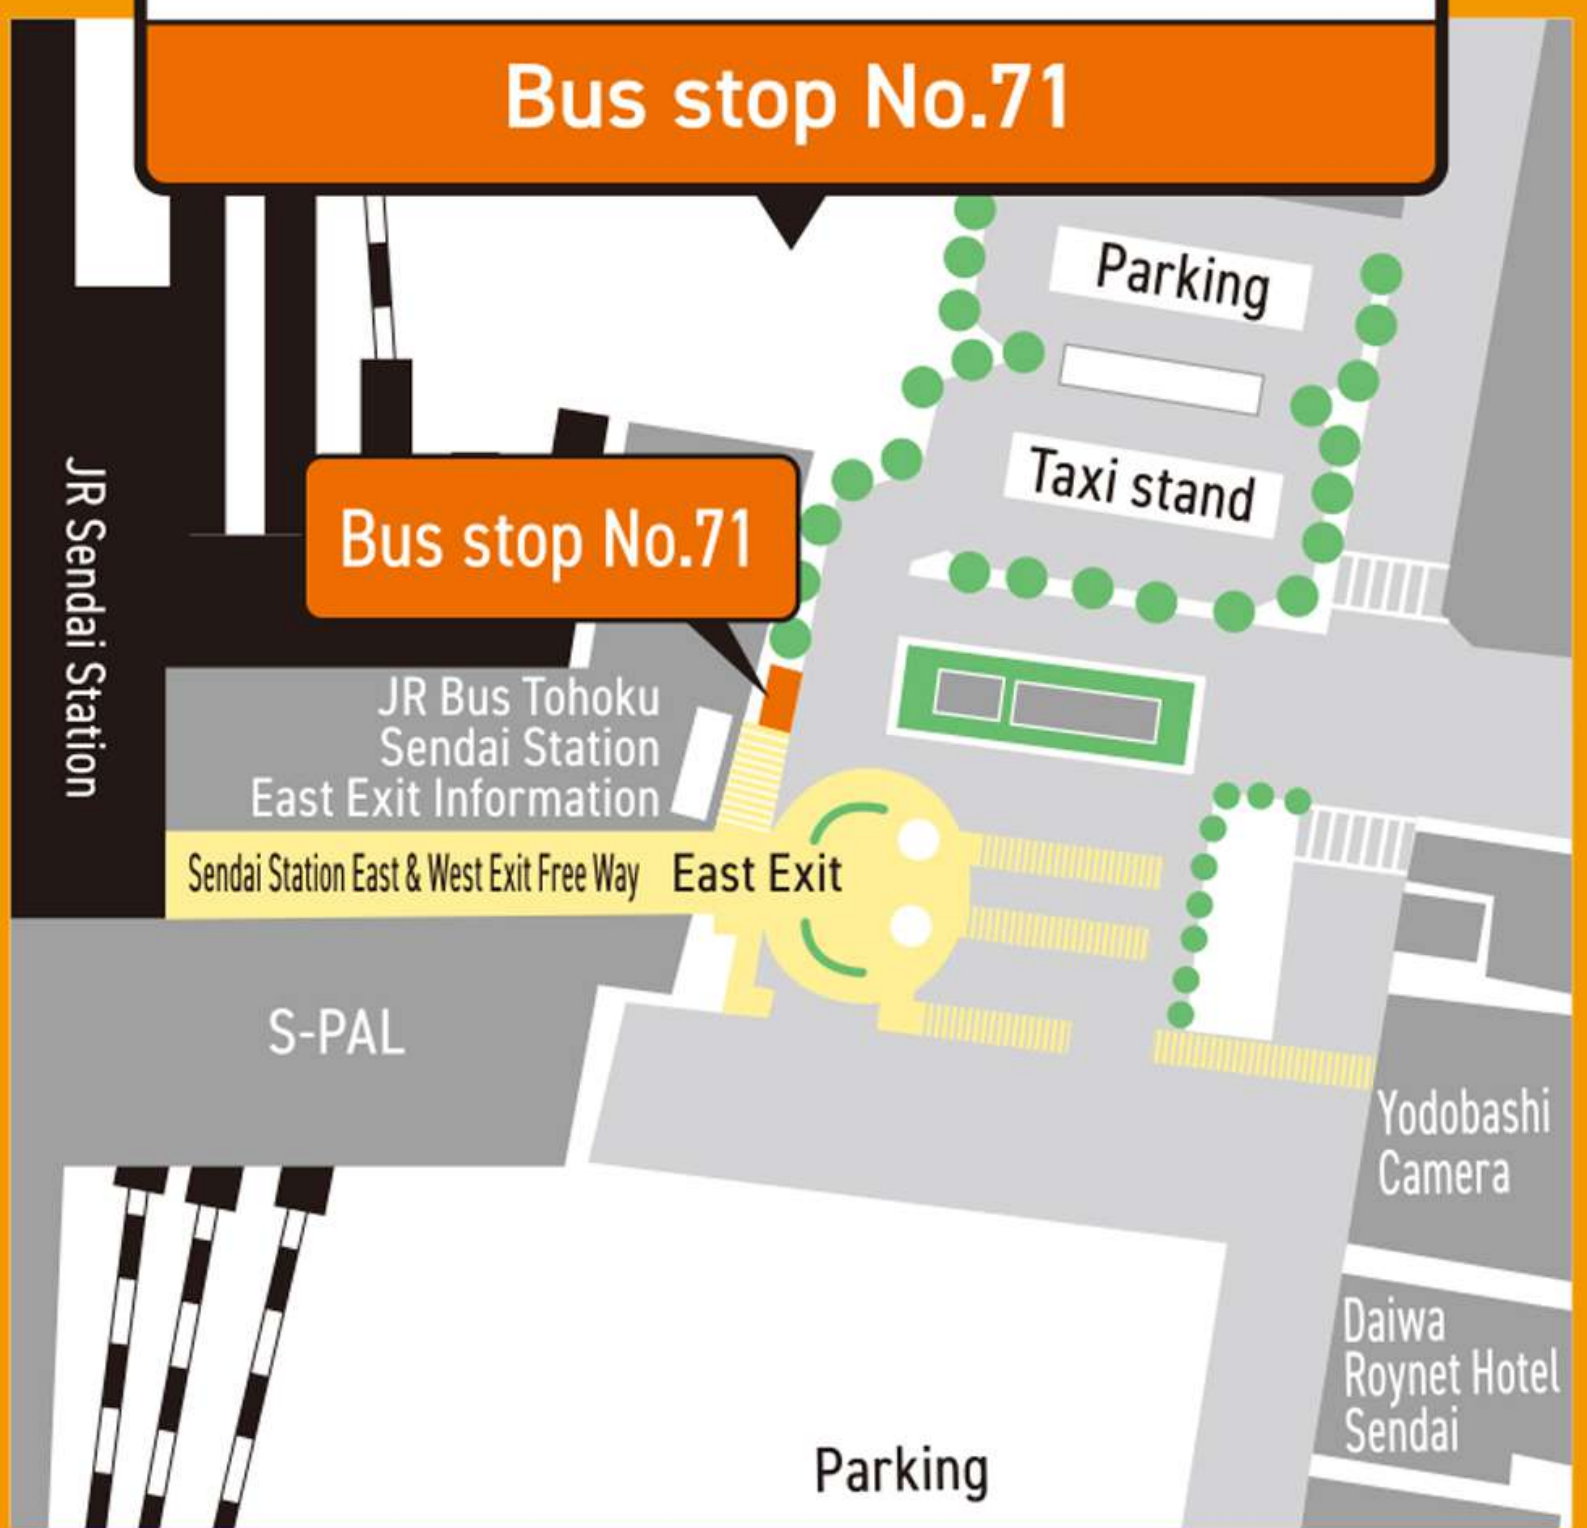 Bus stop No.71
Parking
Taxi stand
Bus stop No.71
JR Sendai Station
JR Bus Tohoku
Sendai Station
East Exit Information
Sendai Station East & West Exit Free Way
East Exit
S-PAL
Yodobashi
Camera
Daiwa
Roynet Hotel
Sendai
Parking